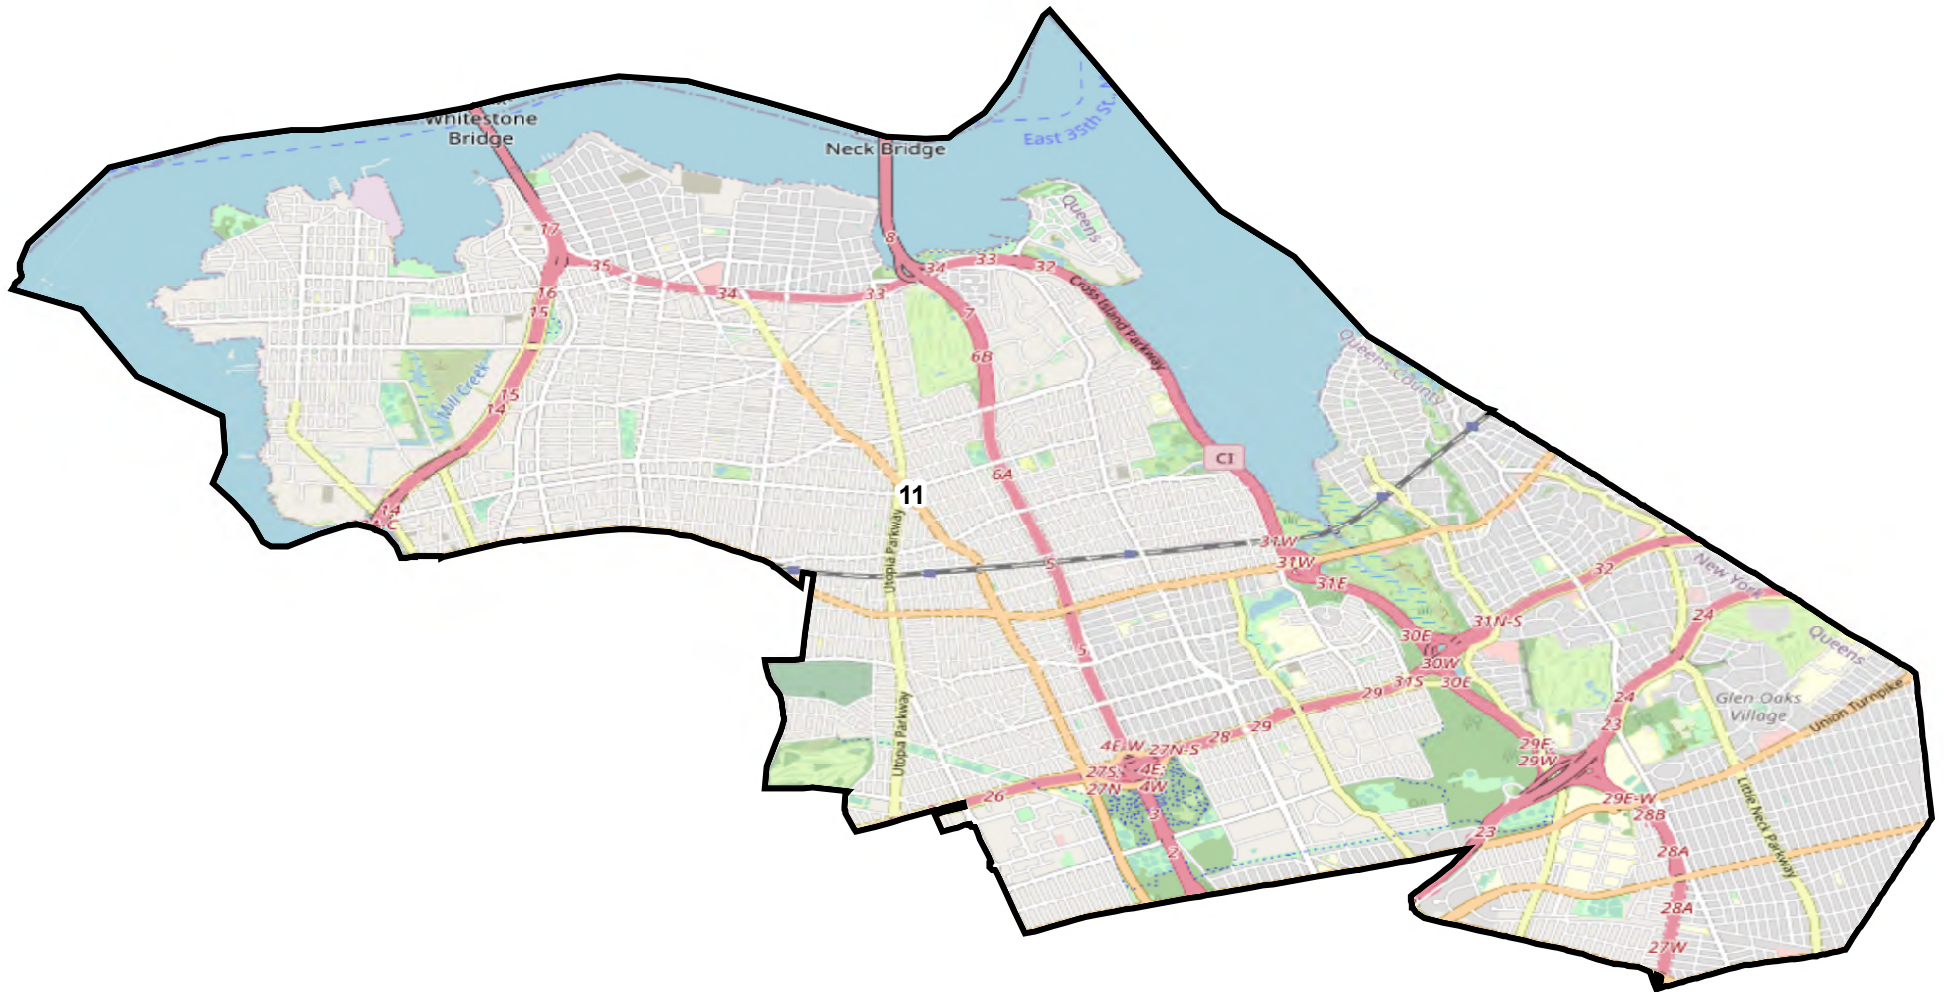 Whitestone
Bridge
Neck Bridge
East 35th St.
Queens
17
8
35
34
33
34
33
32
16
15
7
Cross Island Parkway
6B
Queens County
15
14
Mill Creek
CI
6A
11
14
Utopia Parkway
31W
31W
5
31E
32
New York
24
31N-S
30E
Queens
5
30W
31S
30E
29
24
Glen Oaks
Village
Union Turnpike
Utopia Parkway
29
28
23
4E-W
27N-S
29E;
29W
27S;
27N
4E;
4W
26
3
29E-W
28B
Little Neck Parkway
23
2
28A
28A
27W